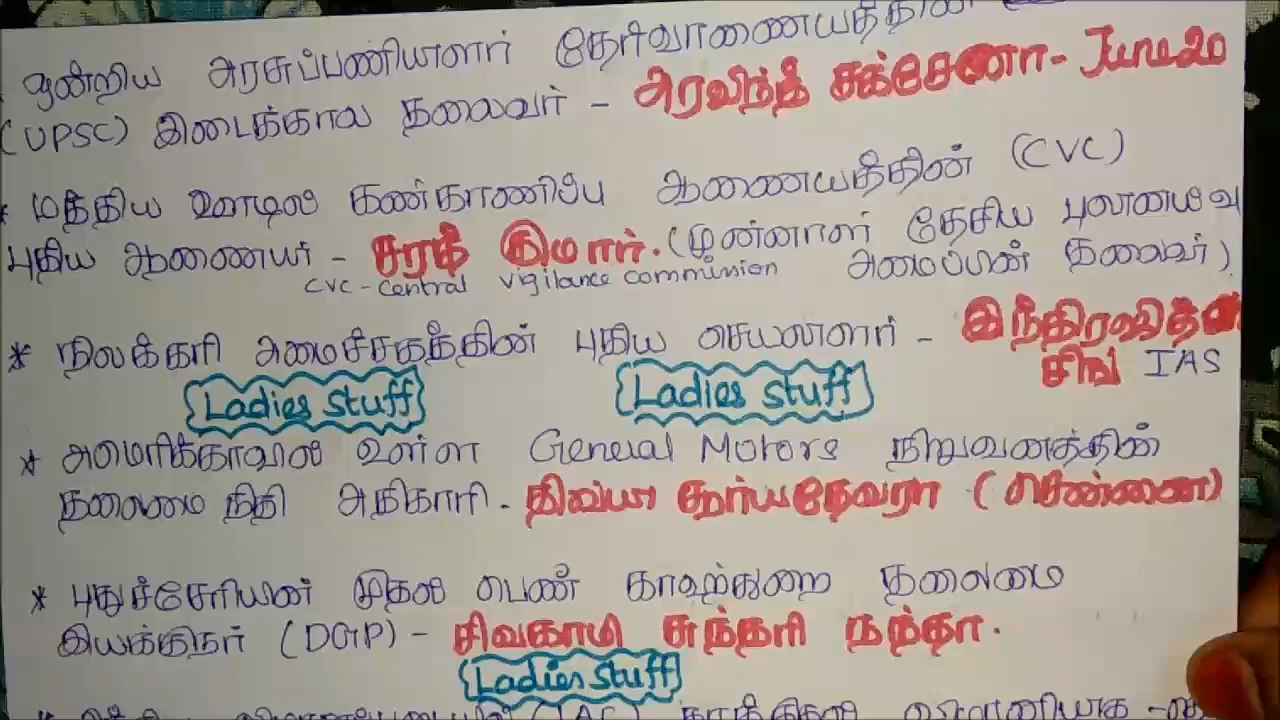 ஒன்றிய அரசுப்பணியாளர் தேர்வாணையத்தின்
(UPSC) இடைக்கால தலைவர் – அரவிந்த் சக்சேனா - June 20
* மத்திய ஊழல் கண்காணிப்பு ஆணையத்தின் (CVC)
புதிய ஆணையர் – சரத் குமார். (முன்னாள் தேசிய புலனாய்வு
CVC - Central Vigilance Commission அமைப்பின் தலைவர்)
* நிலக்கரி அமைச்சகத்தின் புதிய செயலாளர் – இந்திரஜித்
சிங் IAS
Ladies Stuff Ladies Stuff
* அமெரிக்காவில் உள்ள General Motors நிறுவனத்தின்
தலைமை நிதி அதிகாரி - திவ்யா சூர்யதேவரா (சென்னை)
* புதுச்சேரியின் முதல் பெண் காவற்துறை தலைமை
இயக்குநர் (DGP) – சிவகாமி சுந்தரி நந்தா.
Ladies Stuff